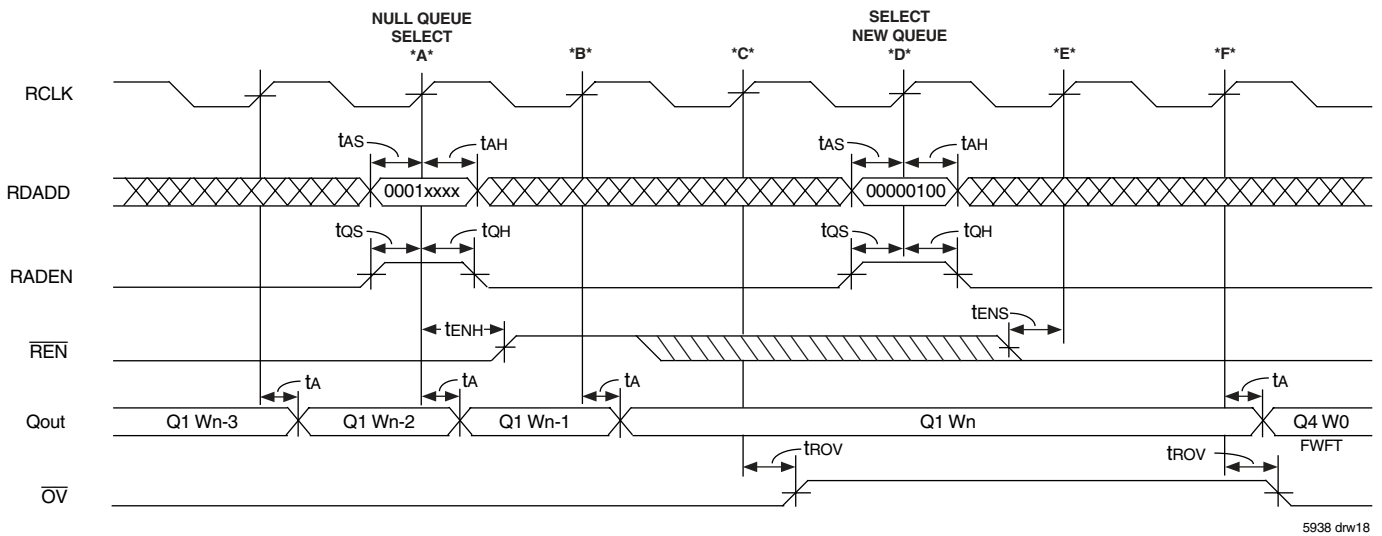 NULL QUEUE
SELECT
*A*
*B*
*C*
SELECT
NEW QUEUE
*D*
*E*
*F*
RCLK
tAS
tAH
tAS
tAH
RDADD
0001xxxx
00000100
tQS
tQH
tQS
tQH
RADEN
tENH
tENS
REN
tA
tA
tA
tA
Qout
Q1 Wn-3
Q1 Wn-2
Q1 Wn-1
Q1 Wn
Q4 W0
FWFT
tROV
tROV
OV
5938 drw18